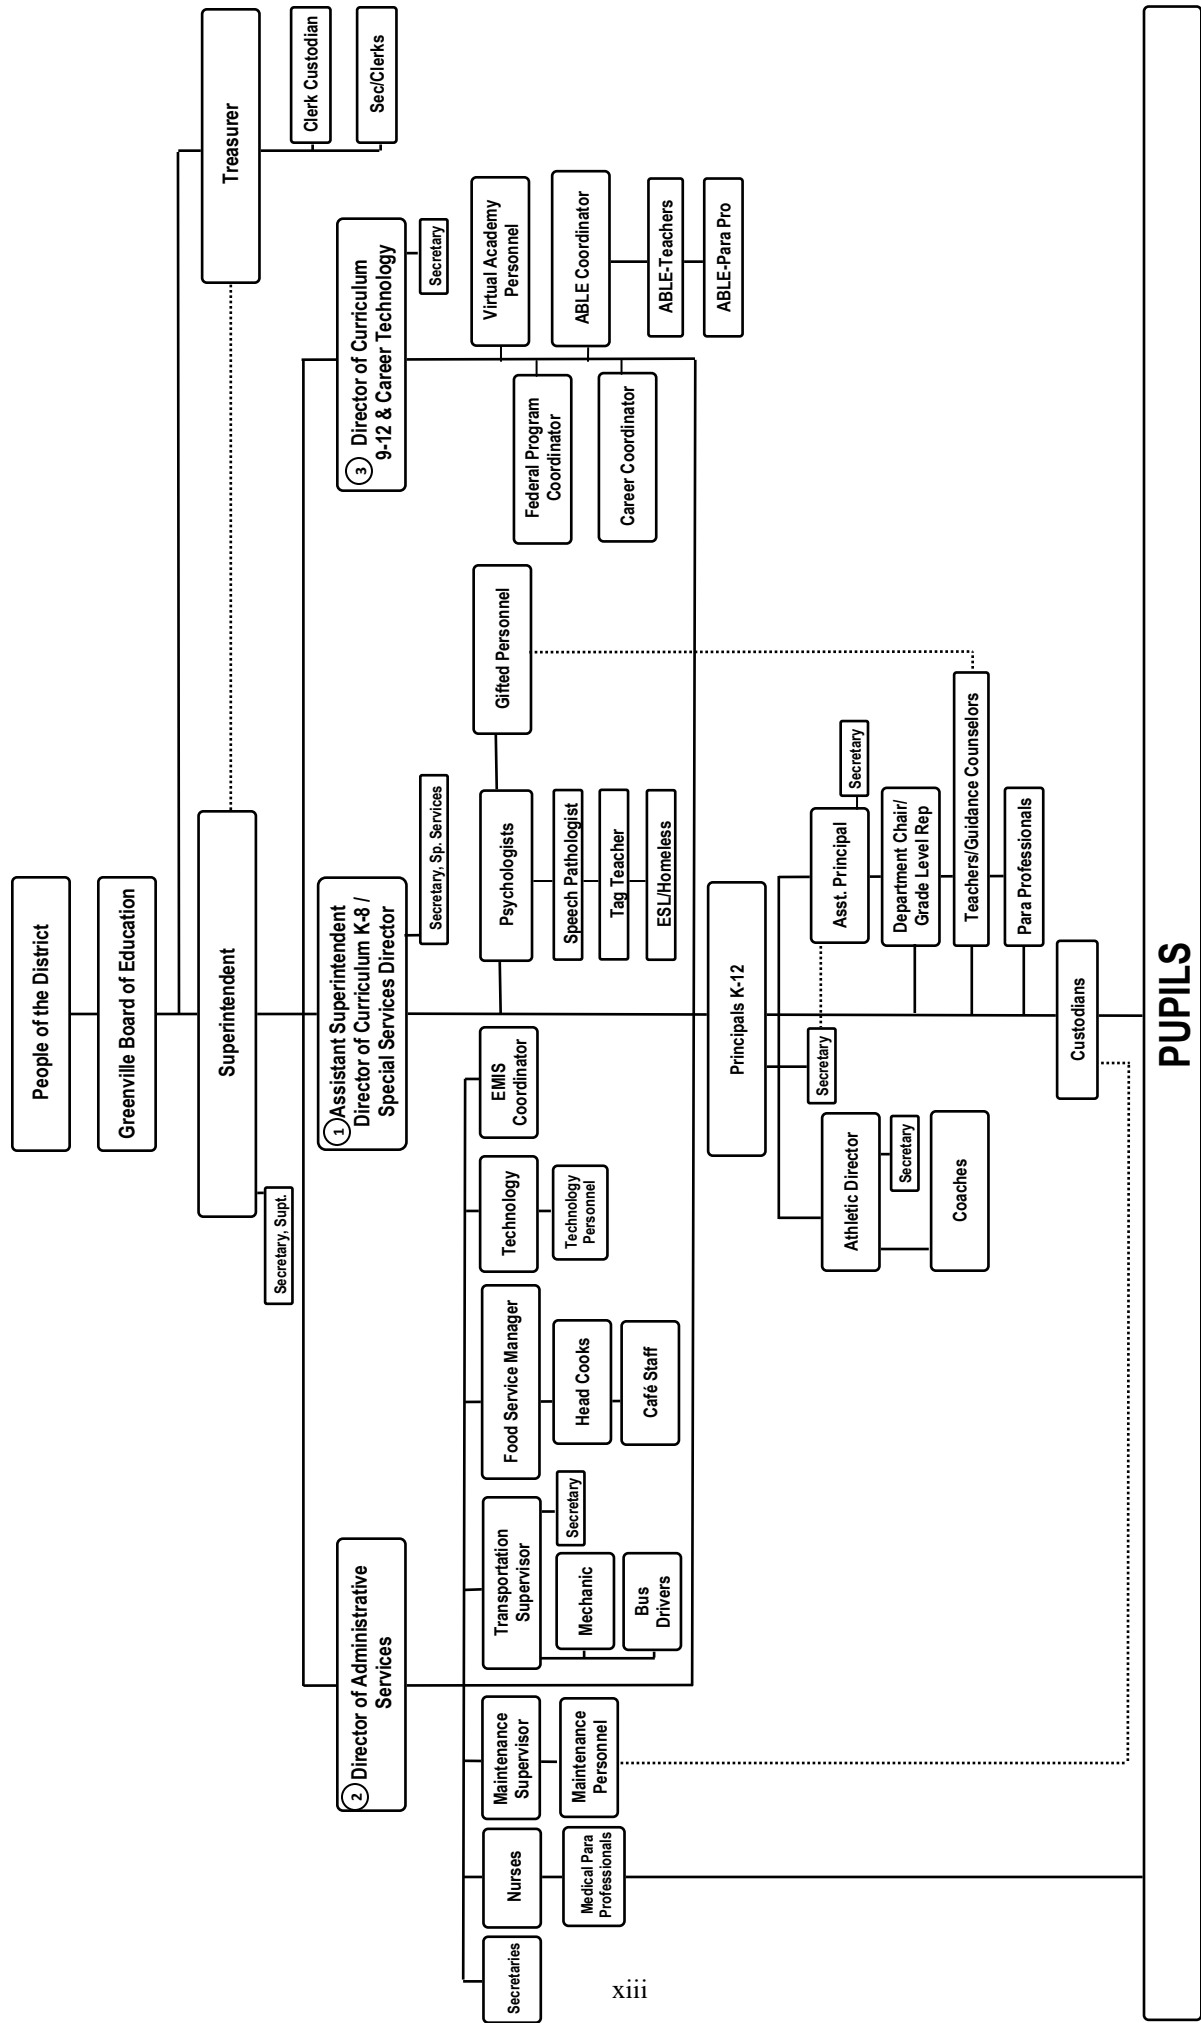 People of the District
Greenville Board of Education
Superintendent
Treasurer
Secretary, Supt.
Clerk Custodian
Sec/Clerks
2
Director of Administrative
Services
1
Assistant Superintendent
Director of Curriculum K-8 /
Special Services Director
Secretary, Sp. Services
3
Director of Curriculum
9-12 & Career Technology
Secretary
Secretaries
Nurses
Medical Para
Professionals
Maintenance
Supervisor
Maintenance
Personnel
Transportation
Supervisor
Secretary
Mechanic
Bus
Drivers
Food Service Manager
Head Cooks
Café Staff
Technology
Technology
Personnel
EMIS
Coordinator
Psychologists
Speech Pathologist
Tag Teacher
ESL/Homeless
Gifted Personnel
Federal Program
Coordinator
Career Coordinator
Virtual Academy
Personnel
ABLE Coordinator
ABLE-Teachers
ABLE-Para Pro
Principals K-12
Secretary
Athletic Director
Secretary
Coaches
Asst. Principal
Secretary
Department Chair/
Grade Level Rep
Teachers/Guidance Counselors
Para Professionals
Custodians
PUPILS
xiii